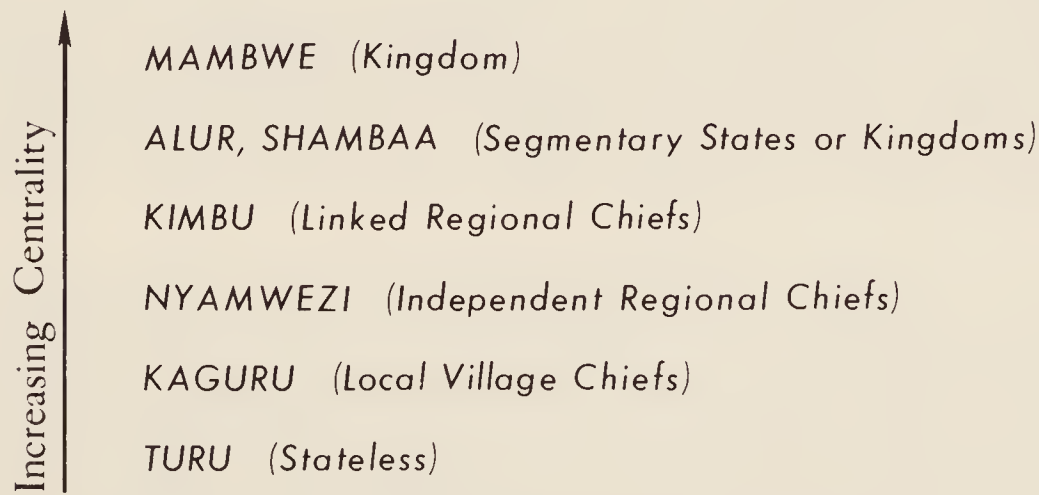 Increasing Centrality
MAMBWE (Kingdom)
ALUR, SHAMBAA (Segmentary States or Kingdoms)
KIMBU (Linked Regional Chiefs)
NYAMWEZI (Independent Regional Chiefs)
KAGURU (Local Village Chiefs)
TURU (Stateless)